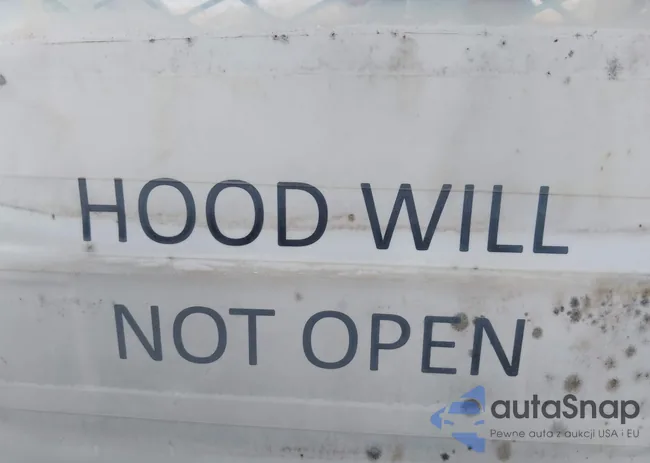 HOOD WILL
NOT OPEN
autaSnap
Pewne auta z aukcji USA i EU